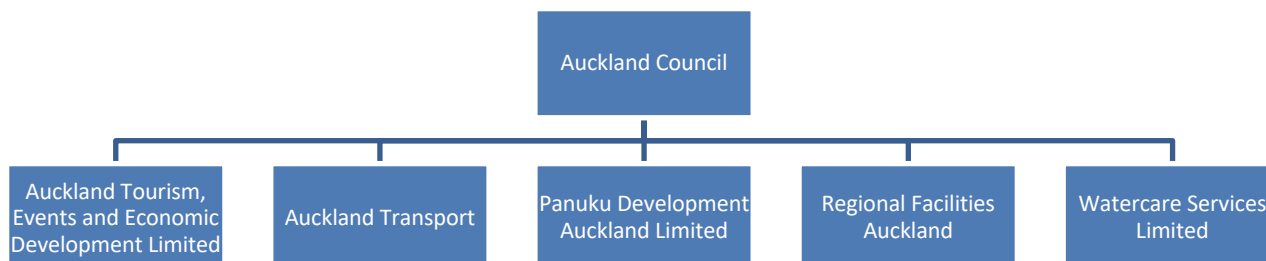 Auckland
Council
Auckland Tourism,
Events and Economic
Development Limited
Auckland Transport
Panuku Development
Auckland Limited
Regional Facilities
Auckland
Watercare Services
Limited